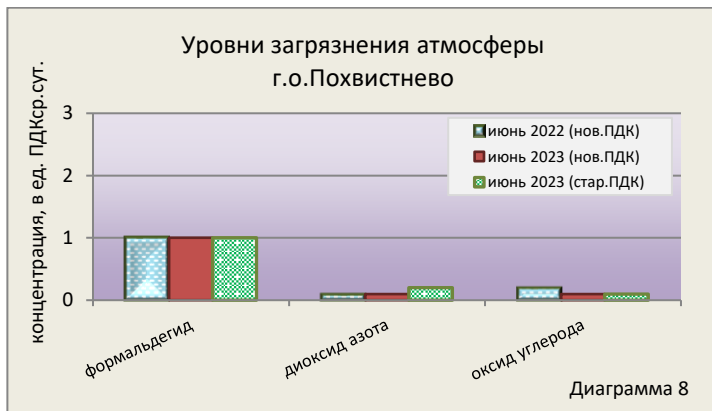 Уровни загрязнения атмосферы
г.о.Похвистнево
концентрация, в ед. ПДКср.сут.
3
2
1
0
июнь 2022 (нов.ПДК)
июнь 2023 (нов.ПДК)
июнь 2023 (стар.ПДК)
формальдегид
диоксид азота
оксид углерода
Диаграмма 8